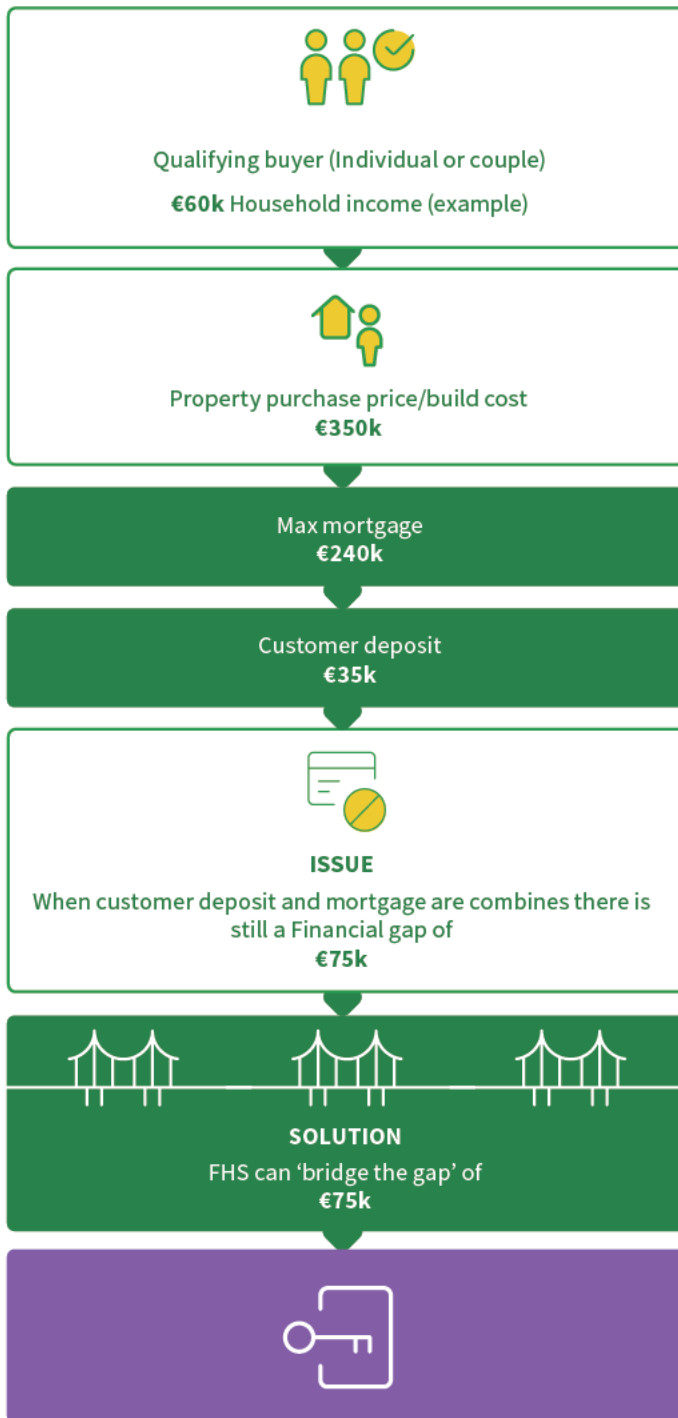 Qualifying buyer (Individual or couple)
€60k Household income (example)
Property purchase price/build cost
€350k
Max mortgage
€240k
Customer deposit
€35k
ISSUE
When customer deposit and mortgage are combines there is
still a Financial gap of
€75k
SOLUTION
FHS can ‘bridge the gap’ of
€75k